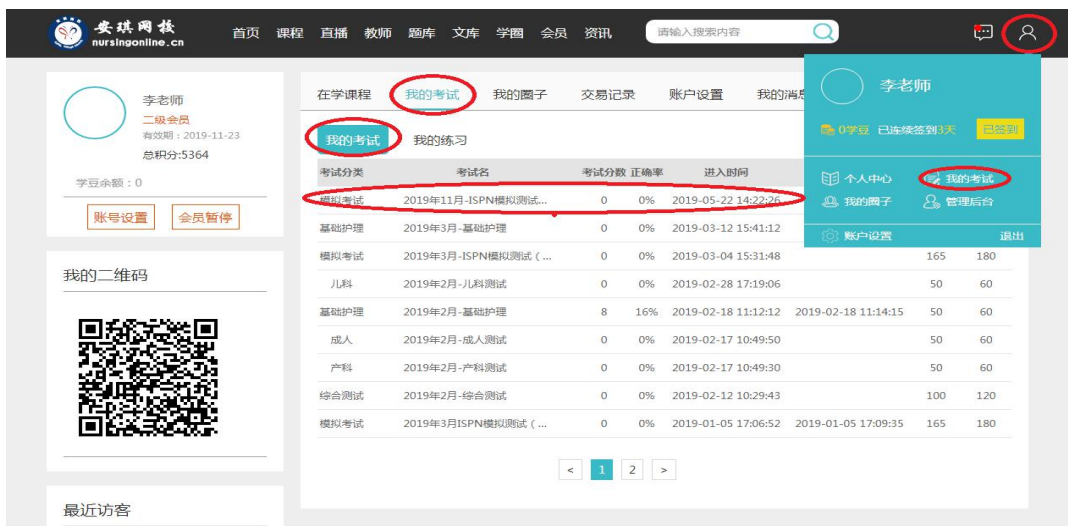 安琪网校
nursingonline.cn
首页 课程 直播 教师 题库 文库 学圈 会员 资讯
请输入搜索内容
李老师
二级会员
有效期：2019-11-23
总积分:5364
学豆余额：0
账号设置 会员暂停
我的二维码
最近访客
在学课程 我的考试 我的圈子 交易记录 账户设置 我的消息
我的考试 我的练习
考试分类 考试名 考试分数 正确率 进入时间
模拟考试 2019年11月-ISPN模拟测试... 0 0% 2019-05-22 14:22:26
基础护理 2019年3月-基础护理 0 0% 2019-03-12 15:41:12
模拟考试 2019年3月-ISPN模拟测试 ( ... 0 0% 2019-03-04 15:31:48 165 180
儿科 2019年2月-儿科测试 0 0% 2019-02-28 17:19:06 50 60
基础护理 2019年2月-基础护理 8 16% 2019-02-18 11:12:12 2019-02-18 11:14:15 50 60
成人 2019年2月-成人测试 0 0% 2019-02-17 10:49:50 50 60
产科 2019年2月-产科测试 0 0% 2019-02-17 10:49:30 50 60
综合测试 2019年2月-综合测试 0 0% 2019-02-12 10:29:43 100 120
模拟考试 2019年3月ISPN模拟测试 ( ... 0 0% 2019-01-05 17:06:52 2019-01-05 17:09:35 165 180
< 1 2 >
李老师
0学豆 已连续签到3天 已签到
个人中心 我的考试
我的圈子 管理后台
账户设置 退出